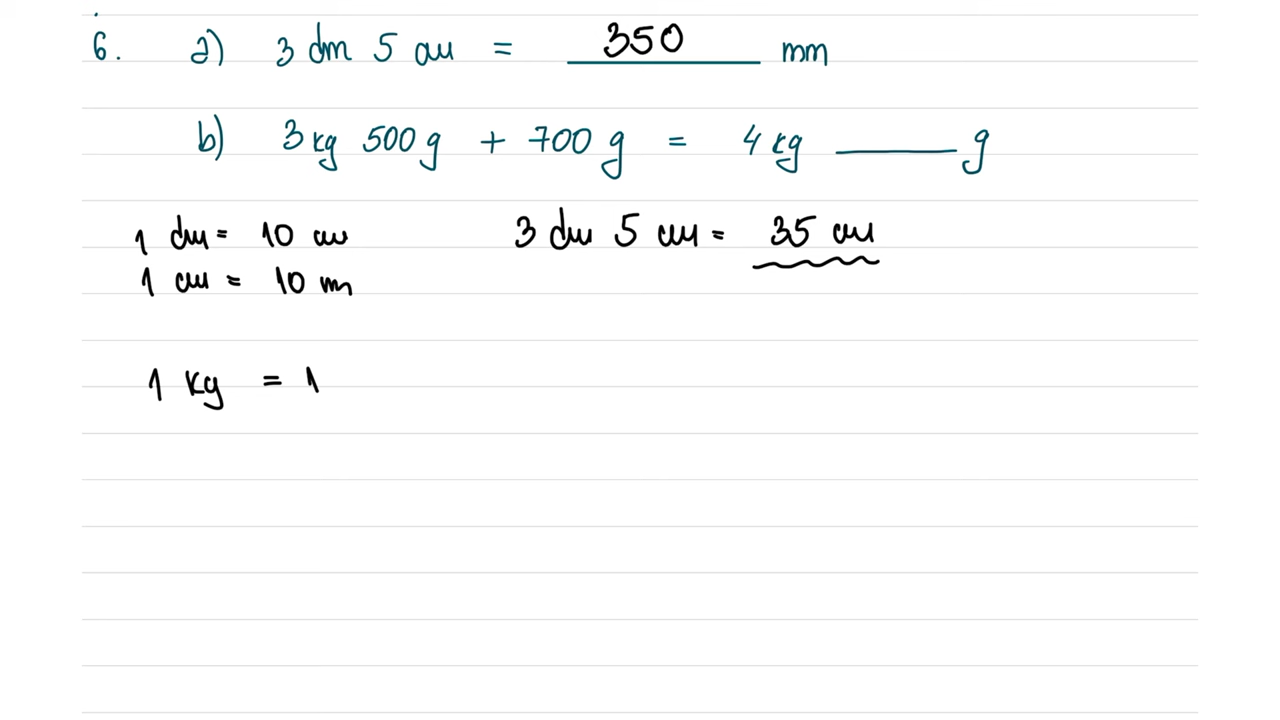 6. a) 3 dm 5 cm = 350 mm
b) 3 kg 500 g + 700 g = 4 kg ____ g
1 dm = 10 cm 3 dm 5 cm = 35 cm
1 cm = 10 m
1 kg = 1